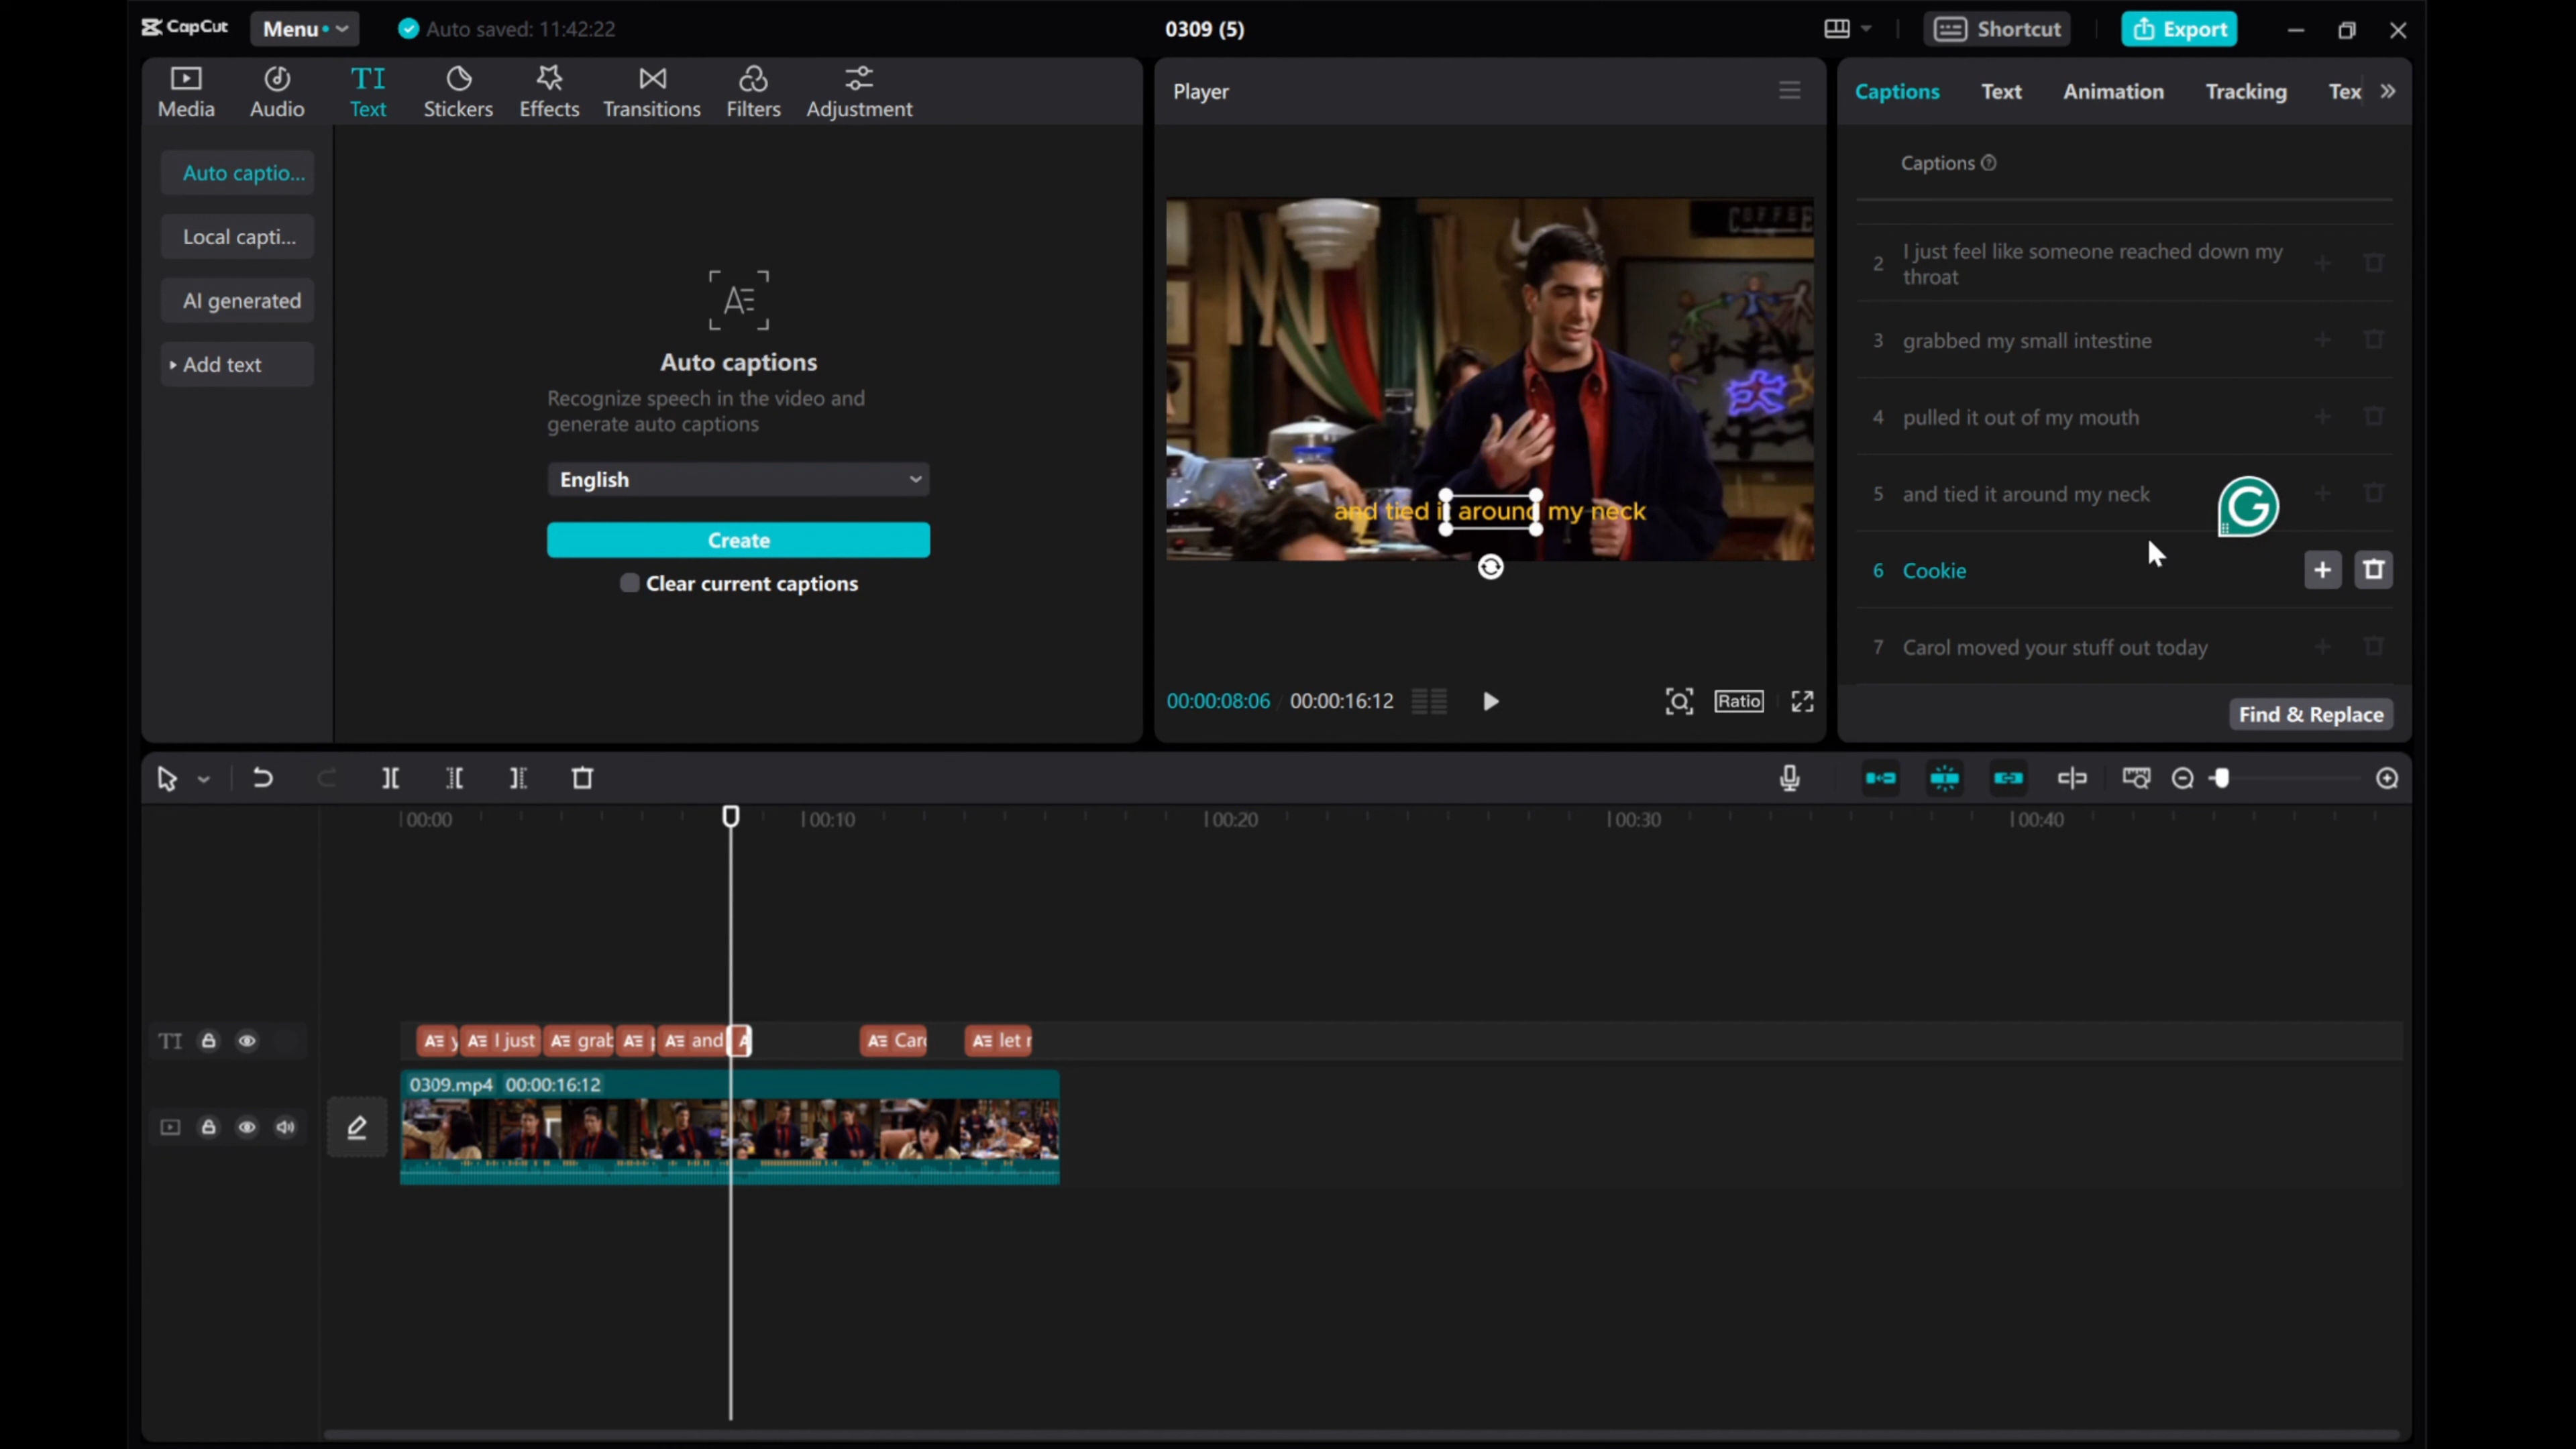 CapCut
Menu
Auto saved: 11:42:22
0309 (5)
Shortcut
Export
Media
Audio
TI
Text
Stickers
Effects
Transitions
Filters
Adjustment
Auto captio...
Local capti...
AI generated
Add text
Auto captions
Recognize speech in the video and
generate auto captions
English
Create
Clear current captions
Player
COFFEE
and tied it around my neck
00:00:08:06 / 00:00:16:12
Ratio
Captions
Text
Animation
Tracking
Tex
Captions
2 I just feel like someone reached down my
throat
3 grabbed my small intestine
4 pulled it out of my mouth
5 and tied it around my neck
6 Cookie
7 Carol moved your stuff out today
Find & Replace
00:00
00:10
00:20
00:30
00:40
TI
y
I just
grab
p
and
A
Caro
let r
0309.mp4 00:00:16:12